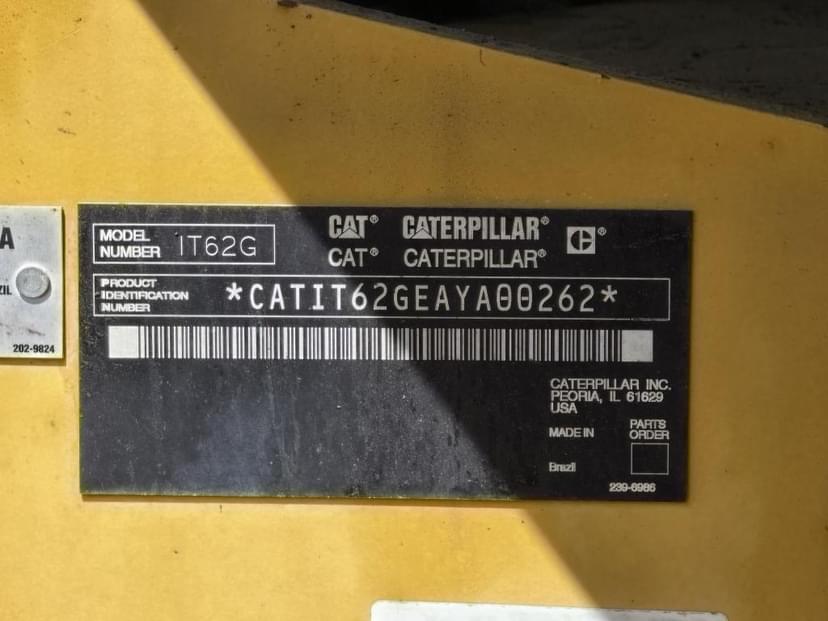 A
ZIL
202-9824
MODEL NUMBER IT62G
CAT® CATERPILLAR® C®
CAT® CATERPILLAR®
PRODUCT
IDENTIFICATION
NUMBER
*CATIT62GEAYA00262*
CATERPILLAR INC.
PEORIA, IL 61629
USA
MADE IN
Brazil
PARTS
ORDER
239-6986